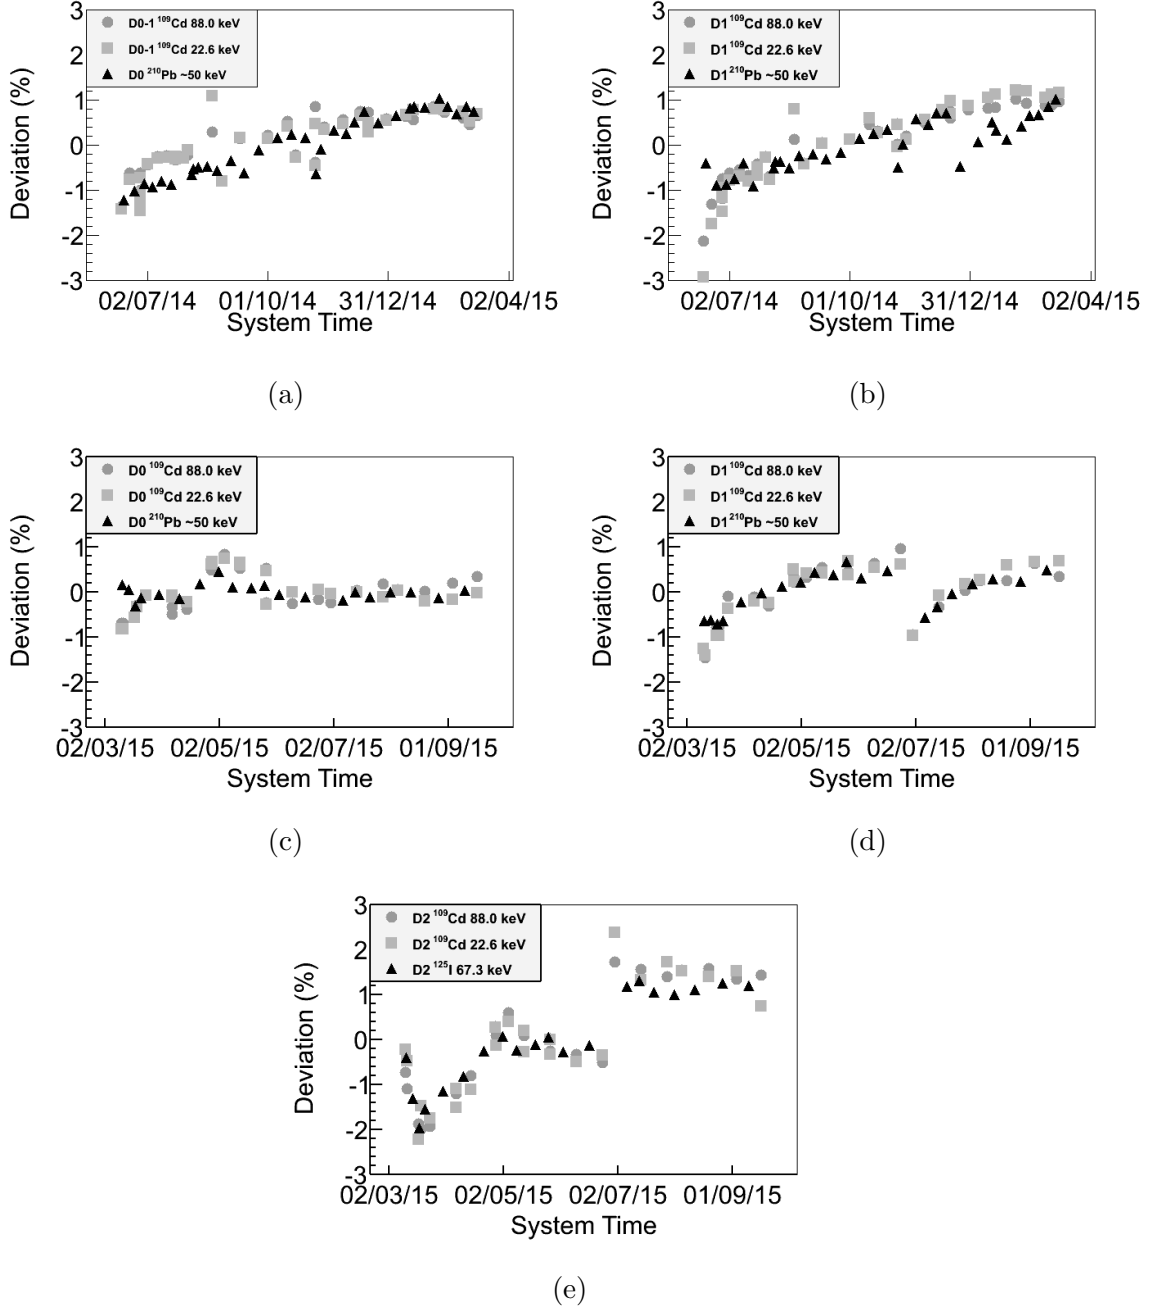 3
2
1
0
-1
-2
-3
Deviation (%)
D0-1 ¹⁰⁹Cd 88.0 keV
D0-1 ¹⁰⁹Cd 22.6 keV
D0 ²¹⁰Pb ~50 keV
02/07/14 01/10/14 31/12/14 02/04/15
System Time
(a)
3
2
1
0
-1
-2
-3
Deviation (%)
D1 ¹⁰⁹Cd 88.0 keV
D1 ¹⁰⁹Cd 22.6 keV
D1 ²¹⁰Pb ~50 keV
02/07/14 01/10/14 31/12/14 02/04/15
System Time
(b)
3
2
1
0
-1
-2
-3
Deviation (%)
D0 ¹⁰⁹Cd 88.0 keV
D0 ¹⁰⁹Cd 22.6 keV
D0 ²¹⁰Pb ~50 keV
02/03/15 02/05/15 02/07/15 01/09/15
System Time
(c)
3
2
1
0
-1
-2
-3
Deviation (%)
D1 ¹⁰⁹Cd 88.0 keV
D1 ¹⁰⁹Cd 22.6 keV
D1 ²¹⁰Pb ~50 keV
02/03/15 02/05/15 02/07/15 01/09/15
System Time
(d)
3
2
1
0
-1
-2
-3
Deviation (%)
D2 ¹⁰⁹Cd 88.0 keV
D2 ¹⁰⁹Cd 22.6 keV
D2 ¹²⁵I 67.3 keV
02/03/15 02/05/15 02/07/15 01/09/15
System Time
(e)